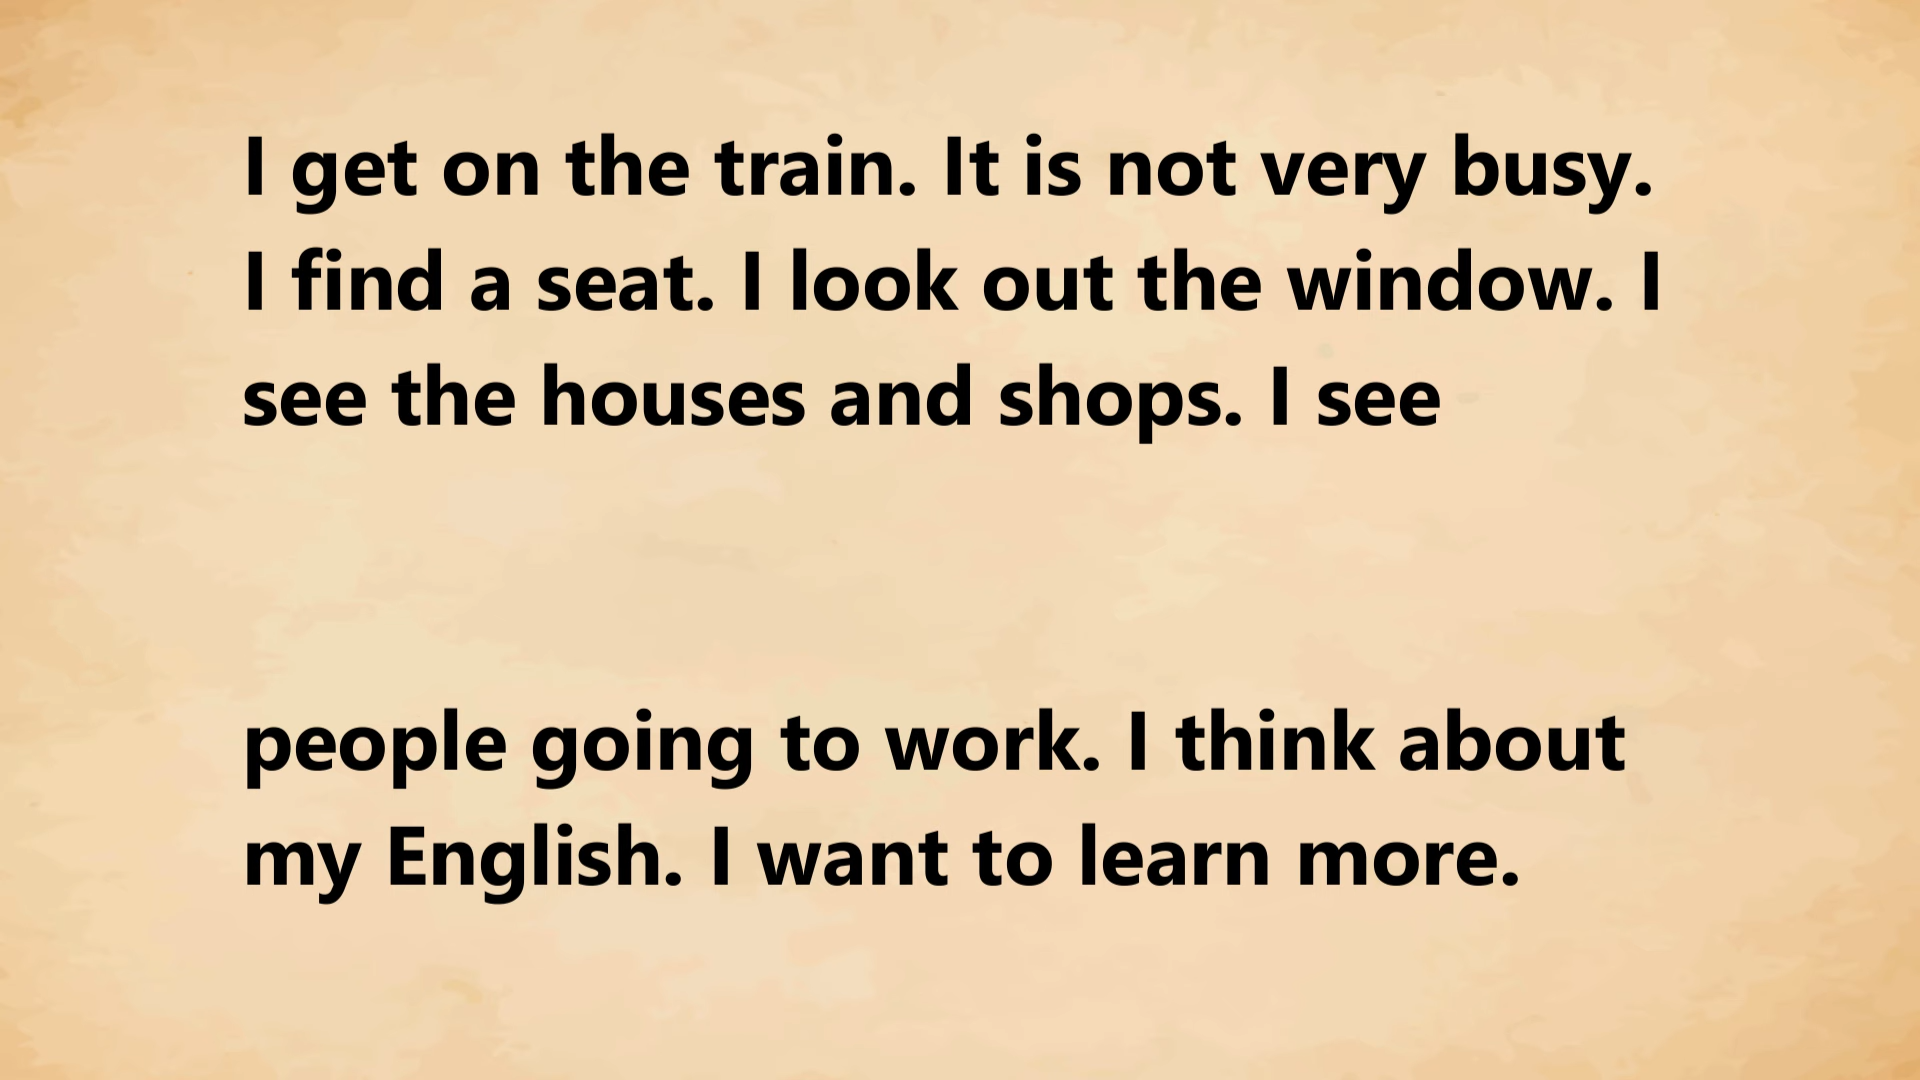 I get on the train. It is not very busy.
I find a seat. I look out the window. I
see the houses and shops. I see
people going to work. I think about
my English. I want to learn more.